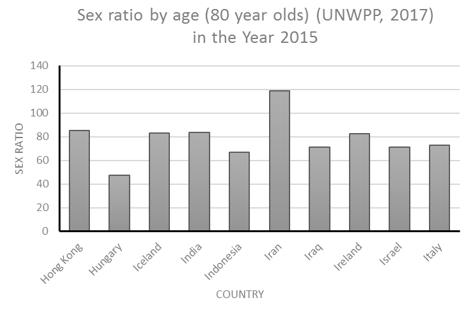 Sex ratio by age (80 year olds) (UNWPP, 2017)
in the Year 2015
140
120
100
80
60
40
20
0
SEX RATIO
Hong Kong
Hungary
Iceland
India
Indonesia
Iran
Iraq
Ireland
Israel
Italy
COUNTRY